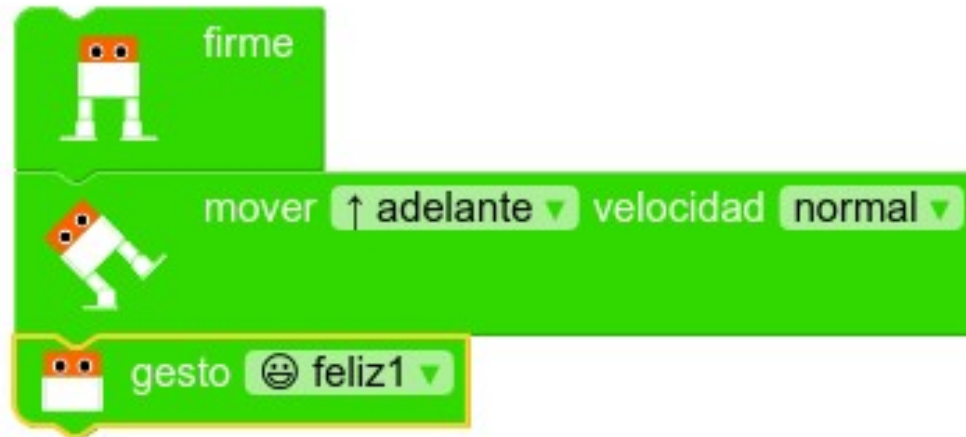 firme
mover ↑ adelante ▾ velocidad normal ▾
gesto 😃 feliz1 ▾